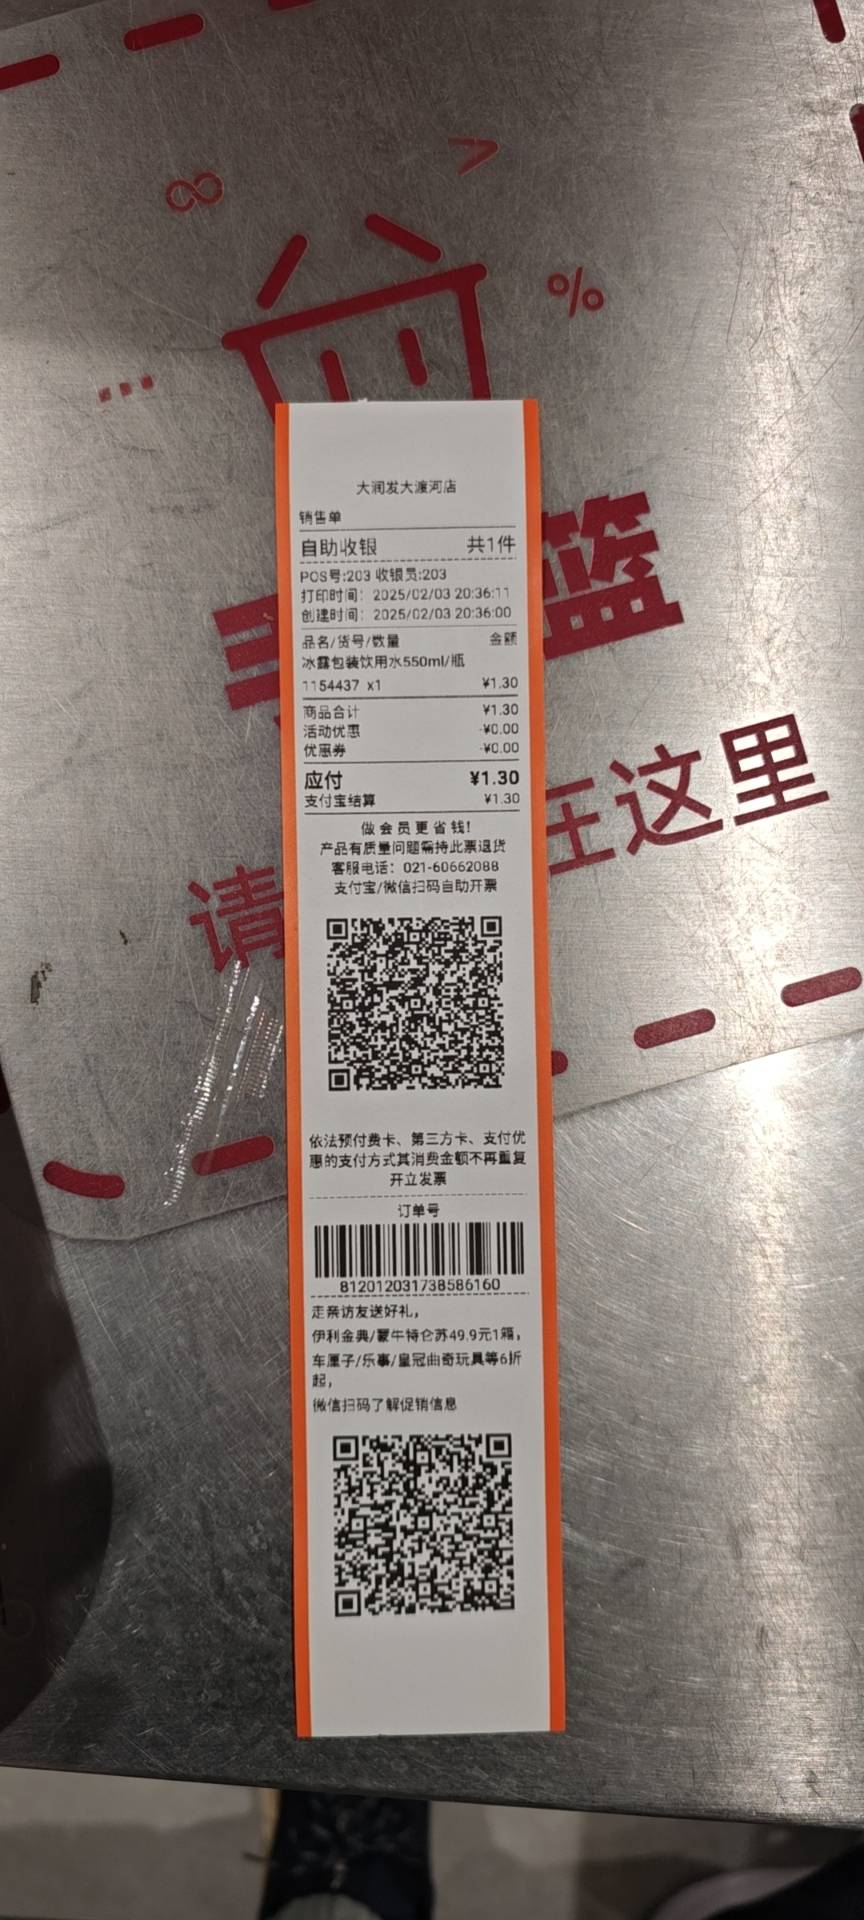 %
篮
在这里
请
大润发大渡河店
销售单
自助收银 共1件
POS号:203 收银员:203
打印时间: 2025/02/03 20:36:11
创建时间: 2025/02/03 20:36:00
品名/货号/数量 金额
冰露包装饮用水550ml/瓶
1154437 x1 ¥1.30
商品合计 ¥1.30
活动优惠 -¥0.00
优惠券 -¥0.00
应付 ¥1.30
支付宝结算 ¥1.30
做会员更省钱!
产品有质量问题需持此票退货
客服电话: 021-60662088
支付宝/微信扫码自助开票
依法预付费卡、第三方卡、支付优
惠的支付方式其消费金额不再重复
开立发票
订单号
812012031738586160
走亲访友送好礼,
伊利金典/蒙牛特仑苏49.9元1箱,
车厘子/乐事/皇冠曲奇玩具等6折
起,
微信扫码了解促销信息